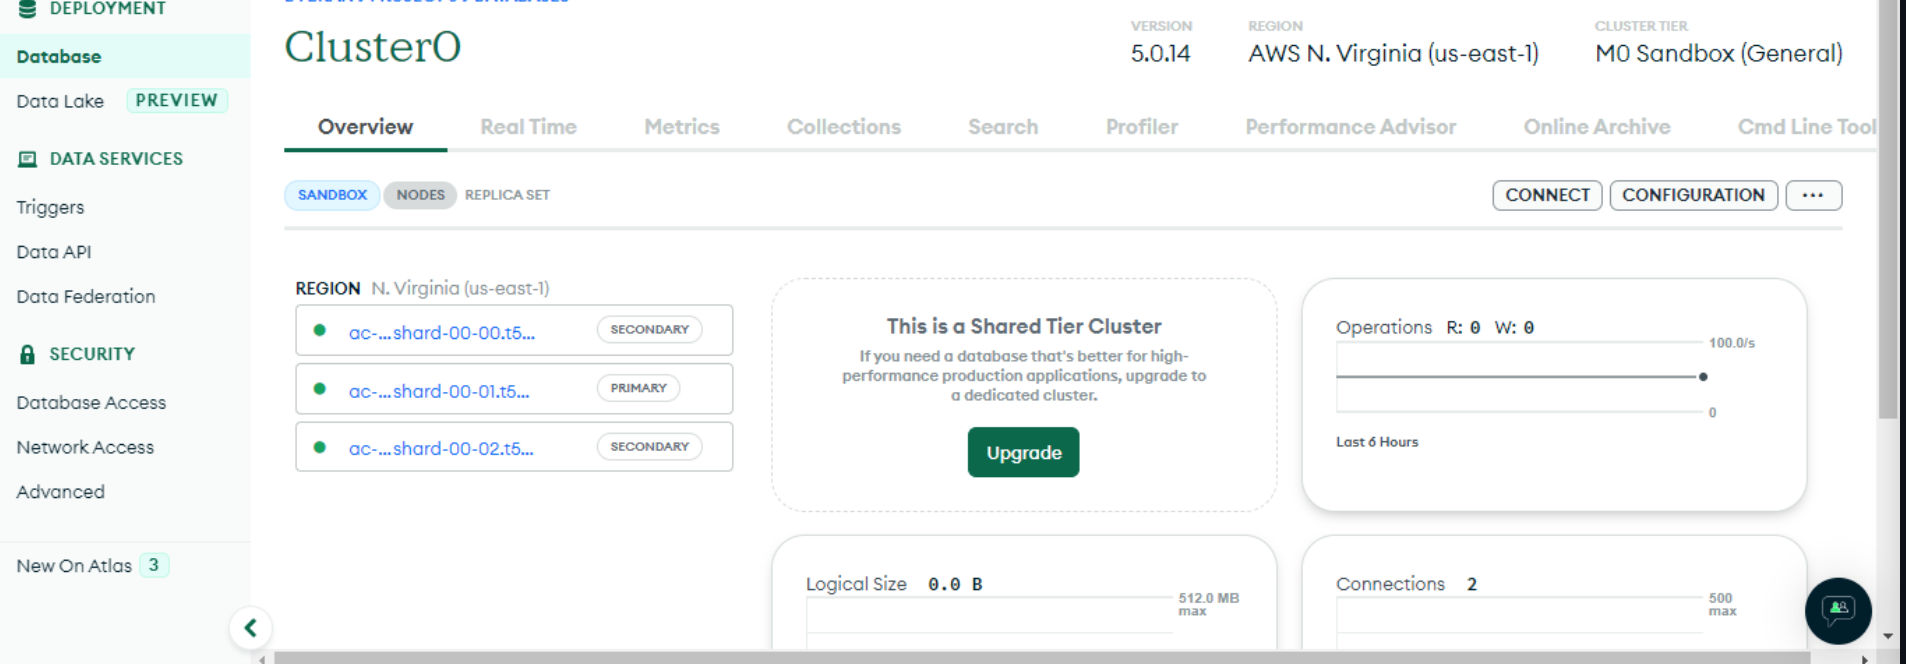 DEPLOYMENT
Database
Data Lake PREVIEW
DATA SERVICES
Triggers
Data API
Data Federation
SECURITY
Database Access
Network Access
Advanced
New On Atlas 3
Cluster0
VERSION
5.0.14
REGION
AWS N. Virginia (us-east-1)
CLUSTER TIER
M0 Sandbox (General)
Overview Real Time Metrics Collections Search Profiler Performance Advisor Online Archive Cmd Line Tool
SANDBOX NODES REPLICA SET
CONNECT CONFIGURATION ...
REGION N. Virginia (us-east-1)
ac-...shard-00-00.t5... SECONDARY
ac-...shard-00-01.t5... PRIMARY
ac-...shard-00-02.t5... SECONDARY
This is a Shared Tier Cluster
If you need a database that's better for high-
performance production applications, upgrade to
a dedicated cluster.
Upgrade
Operations R: 0 W: 0
100.0/s
0
Last 6 Hours
Logical Size 0.0 B
512.0 MB
max
Connections 2
500
max